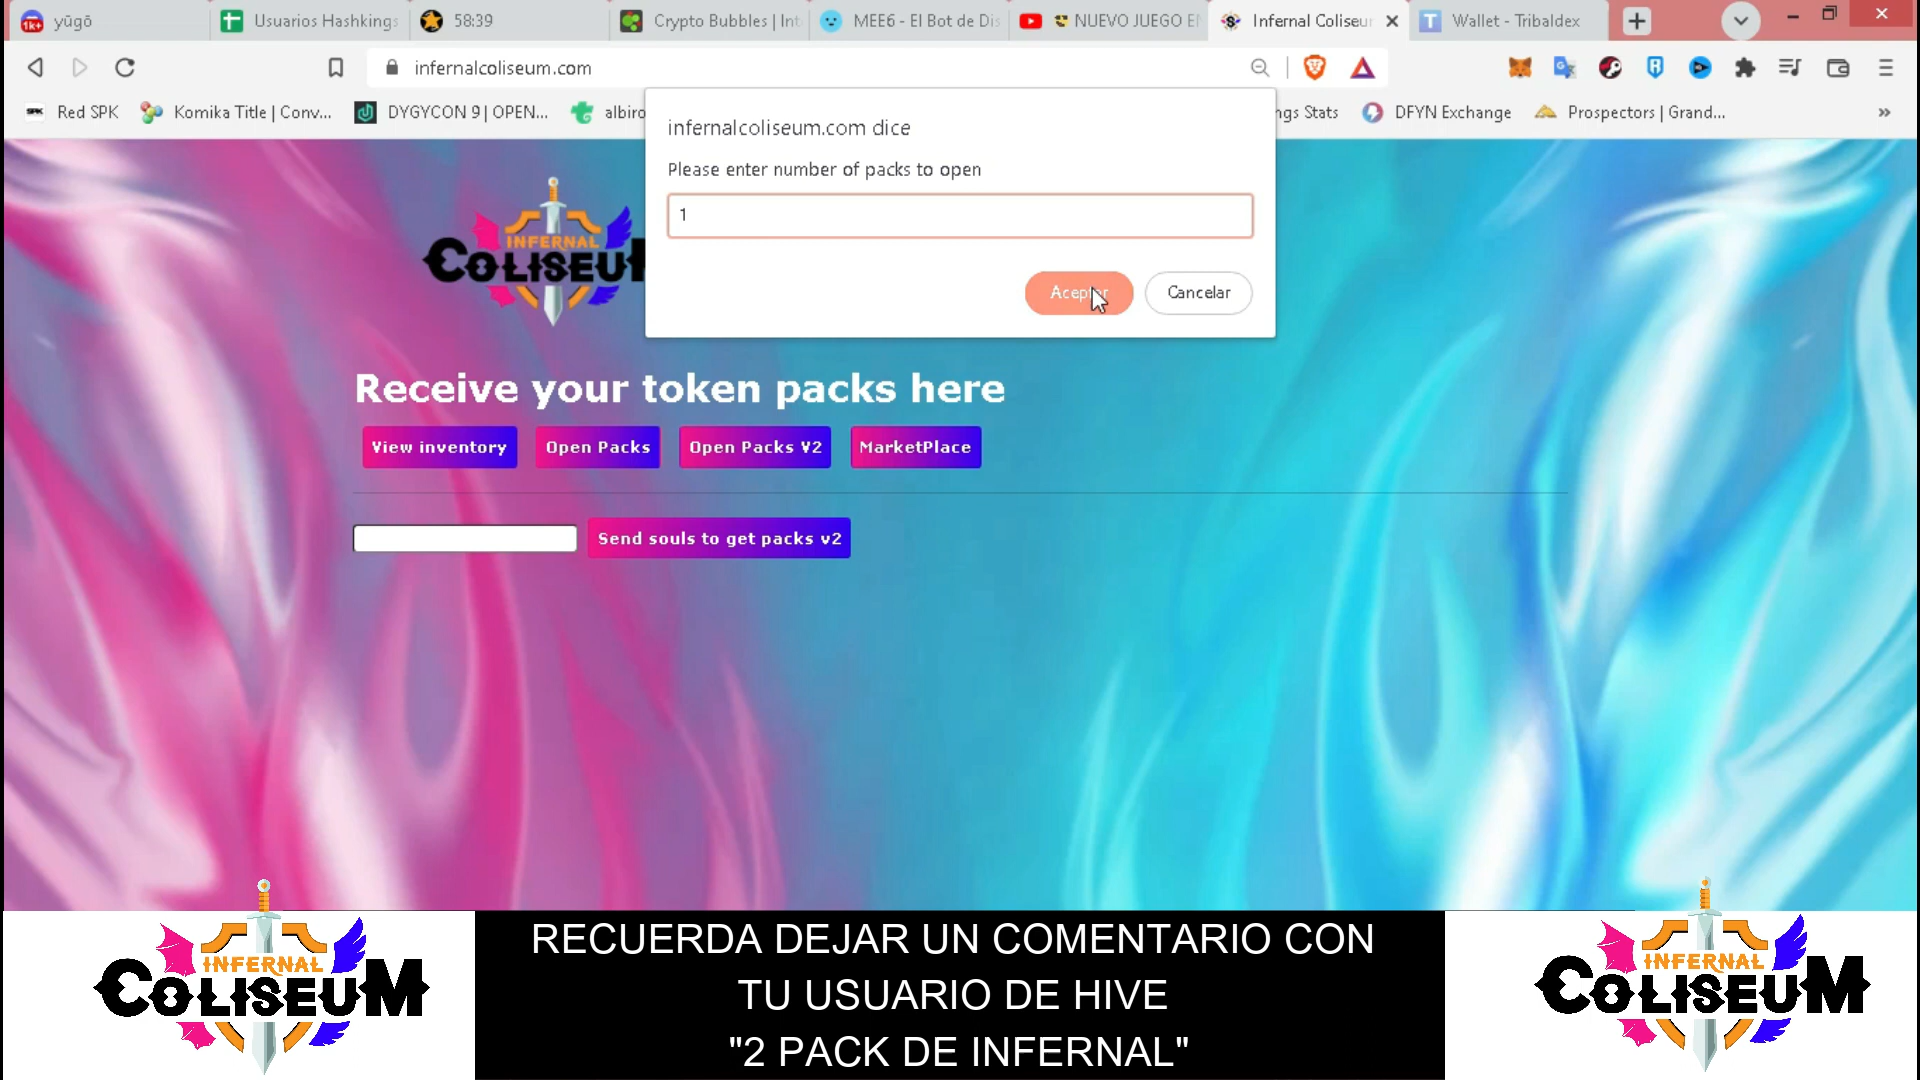 1k+
yūgō
Usuarios Hashkings
58:39
Crypto Bubbles | Int
MEE6 - El Bot de Dis
NUEVO JUEGO E
Infernal Coliseu
Wallet - Tribaldex
infernalcoliseum.com
Red SPK
Komika Title | Conv...
DYGYCON 9 | OPEN...
albiro
ngs Stats
DFYN Exchange
Prospectors | Grand...
infernalcoliseum.com dice
Please enter number of packs to open
1
Aceptar
Cancelar
INFERNAL
COLISEU
Receive your token packs here
View inventory
Open Packs
Open Packs V2
MarketPlace
Send souls to get packs v2
INFERNAL
COLISEUM
RECUERDA DEJAR UN COMENTARIO CON
TU USUARIO DE HIVE
"2 PACK DE INFERNAL"
INFERNAL
COLISEUM